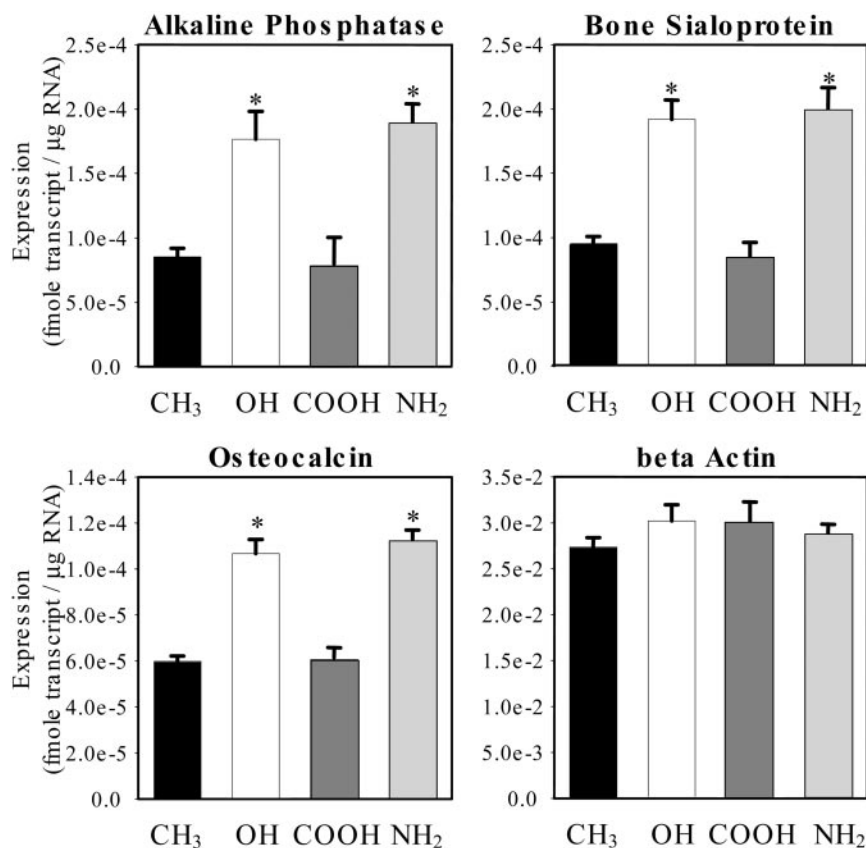 Alkaline Phosphatase
Expression
(fmole transcript / μg RNA)
2.5e-4
2.0e-4
1.5e-4
1.0e-4
5.0e-5
0.0
* *
CH₃ OH COOH NH₂
Bone Sialoprotein
2.5e-4
2.0e-4
1.5e-4
1.0e-4
5.0e-5
0.0
* *
CH₃ OH COOH NH₂
Osteocalcin
Expression
(fmole transcript / μg RNA)
1.4e-4
1.2e-4
1.0e-4
8.0e-5
6.0e-5
4.0e-5
2.0e-5
0.0
* *
CH₃ OH COOH NH₂
beta Actin
3.5e-2
3.0e-2
2.5e-2
2.0e-2
1.5e-2
1.0e-2
5.0e-3
0.0
CH₃ OH COOH NH₂